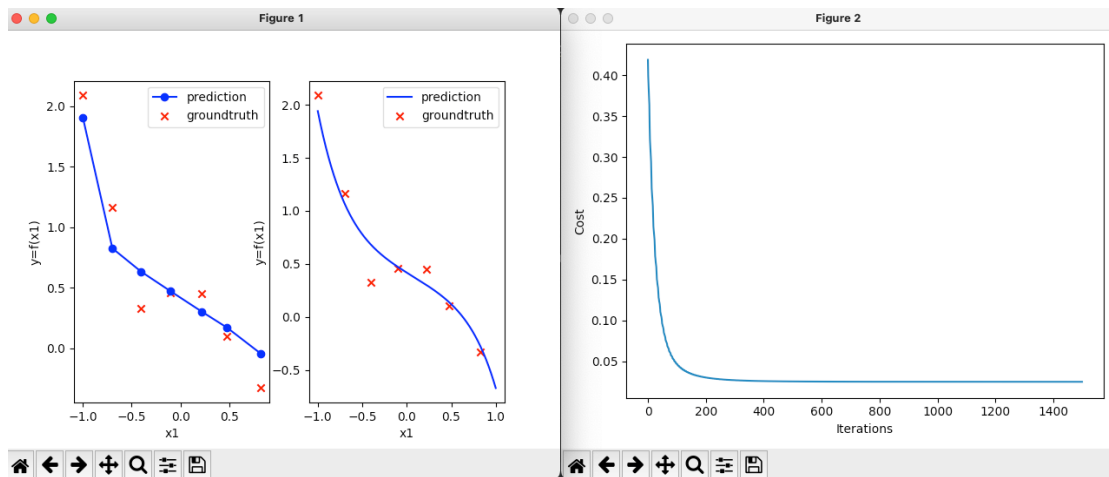 Figure 1
Figure 2
prediction
groundtruth
2.0
1.5
1.0
0.5
0.0
y=f(x1)
−1.0 −0.5 0.0 0.5
x1
prediction
groundtruth
2.0
1.5
1.0
0.5
0.0
−0.5
y=f(x1)
−1.0 −0.5 0.0 0.5 1.0
x1
0.40
0.35
0.30
0.25
0.20
0.15
0.10
0.05
Cost
0 200 400 600 800 1000 1200 1400
Iterations